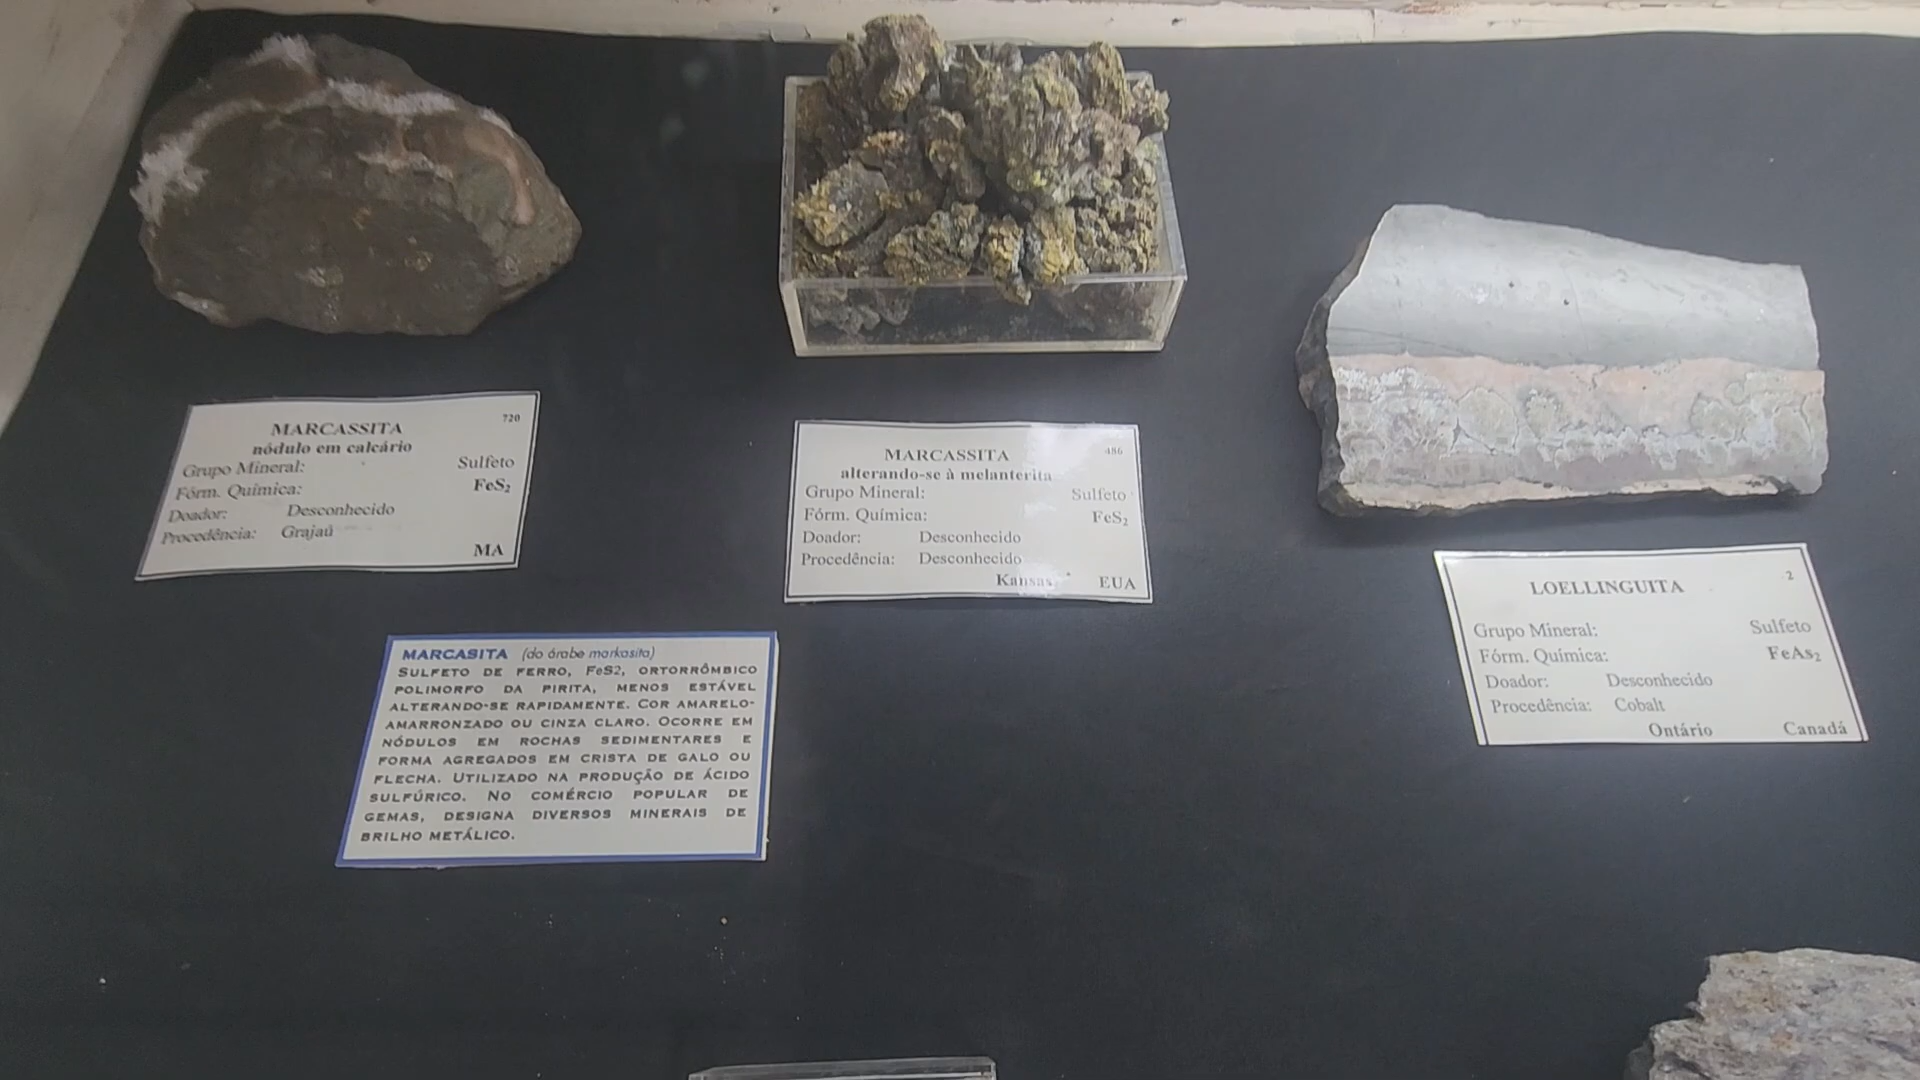 MARCASSITA 720
nódulo em calcário
Grupo Mineral: Sulfeto
Fórm. Química: FeS₂
Doador: Desconhecido
Procedência: Grajaú
MA
MARCASSITA 486
alterando-se à melanterita
Grupo Mineral: Sulfeto
Fórm. Química: FeS₂
Doador: Desconhecido
Procedência: Desconhecido
Kansas EUA
LOELLINGUITA 2
Grupo Mineral: Sulfeto
Fórm. Química: FeAs₂
Doador: Desconhecido
Procedência: Cobalt
Ontário Canadá
MARCASITA (do árabe markasita)
SULFETO DE FERRO, FeS2, ORTORRÔMBICO
POLIMORFO DA PIRITA, MENOS ESTÁVEL
ALTERANDO-SE RAPIDAMENTE. COR AMARELO-
AMARRONZADO OU CINZA CLARO. OCORRE EM
NÓDULOS EM ROCHAS SEDIMENTARES E
FORMA AGREGADOS EM CRISTA DE GALO OU
FLECHA. UTILIZADO NA PRODUÇÃO DE ÁCIDO
SULFÚRICO. NO COMÉRCIO POPULAR DE
GEMAS, DESIGNA DIVERSOS MINERAIS DE
BRILHO METÁLICO.